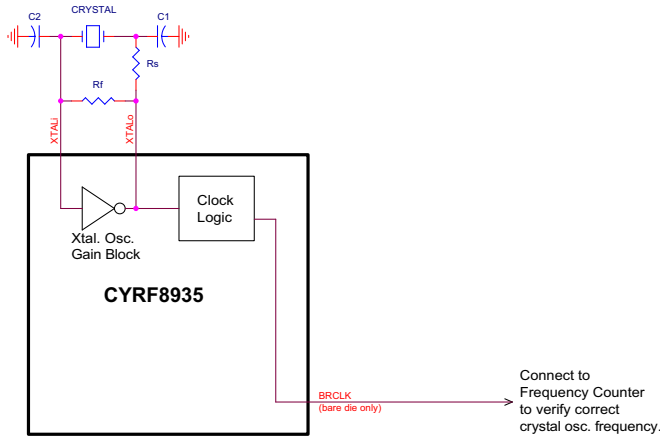 CRYSTAL
C2
C1
Rs
Rf
XTALi
XTALo
Clock
Logic
Xtal. Osc.
Gain Block
CYRF8935
BRCLK
(bare die only)
Connect to
Frequency Counter
to verify correct
crystal osc. frequency.